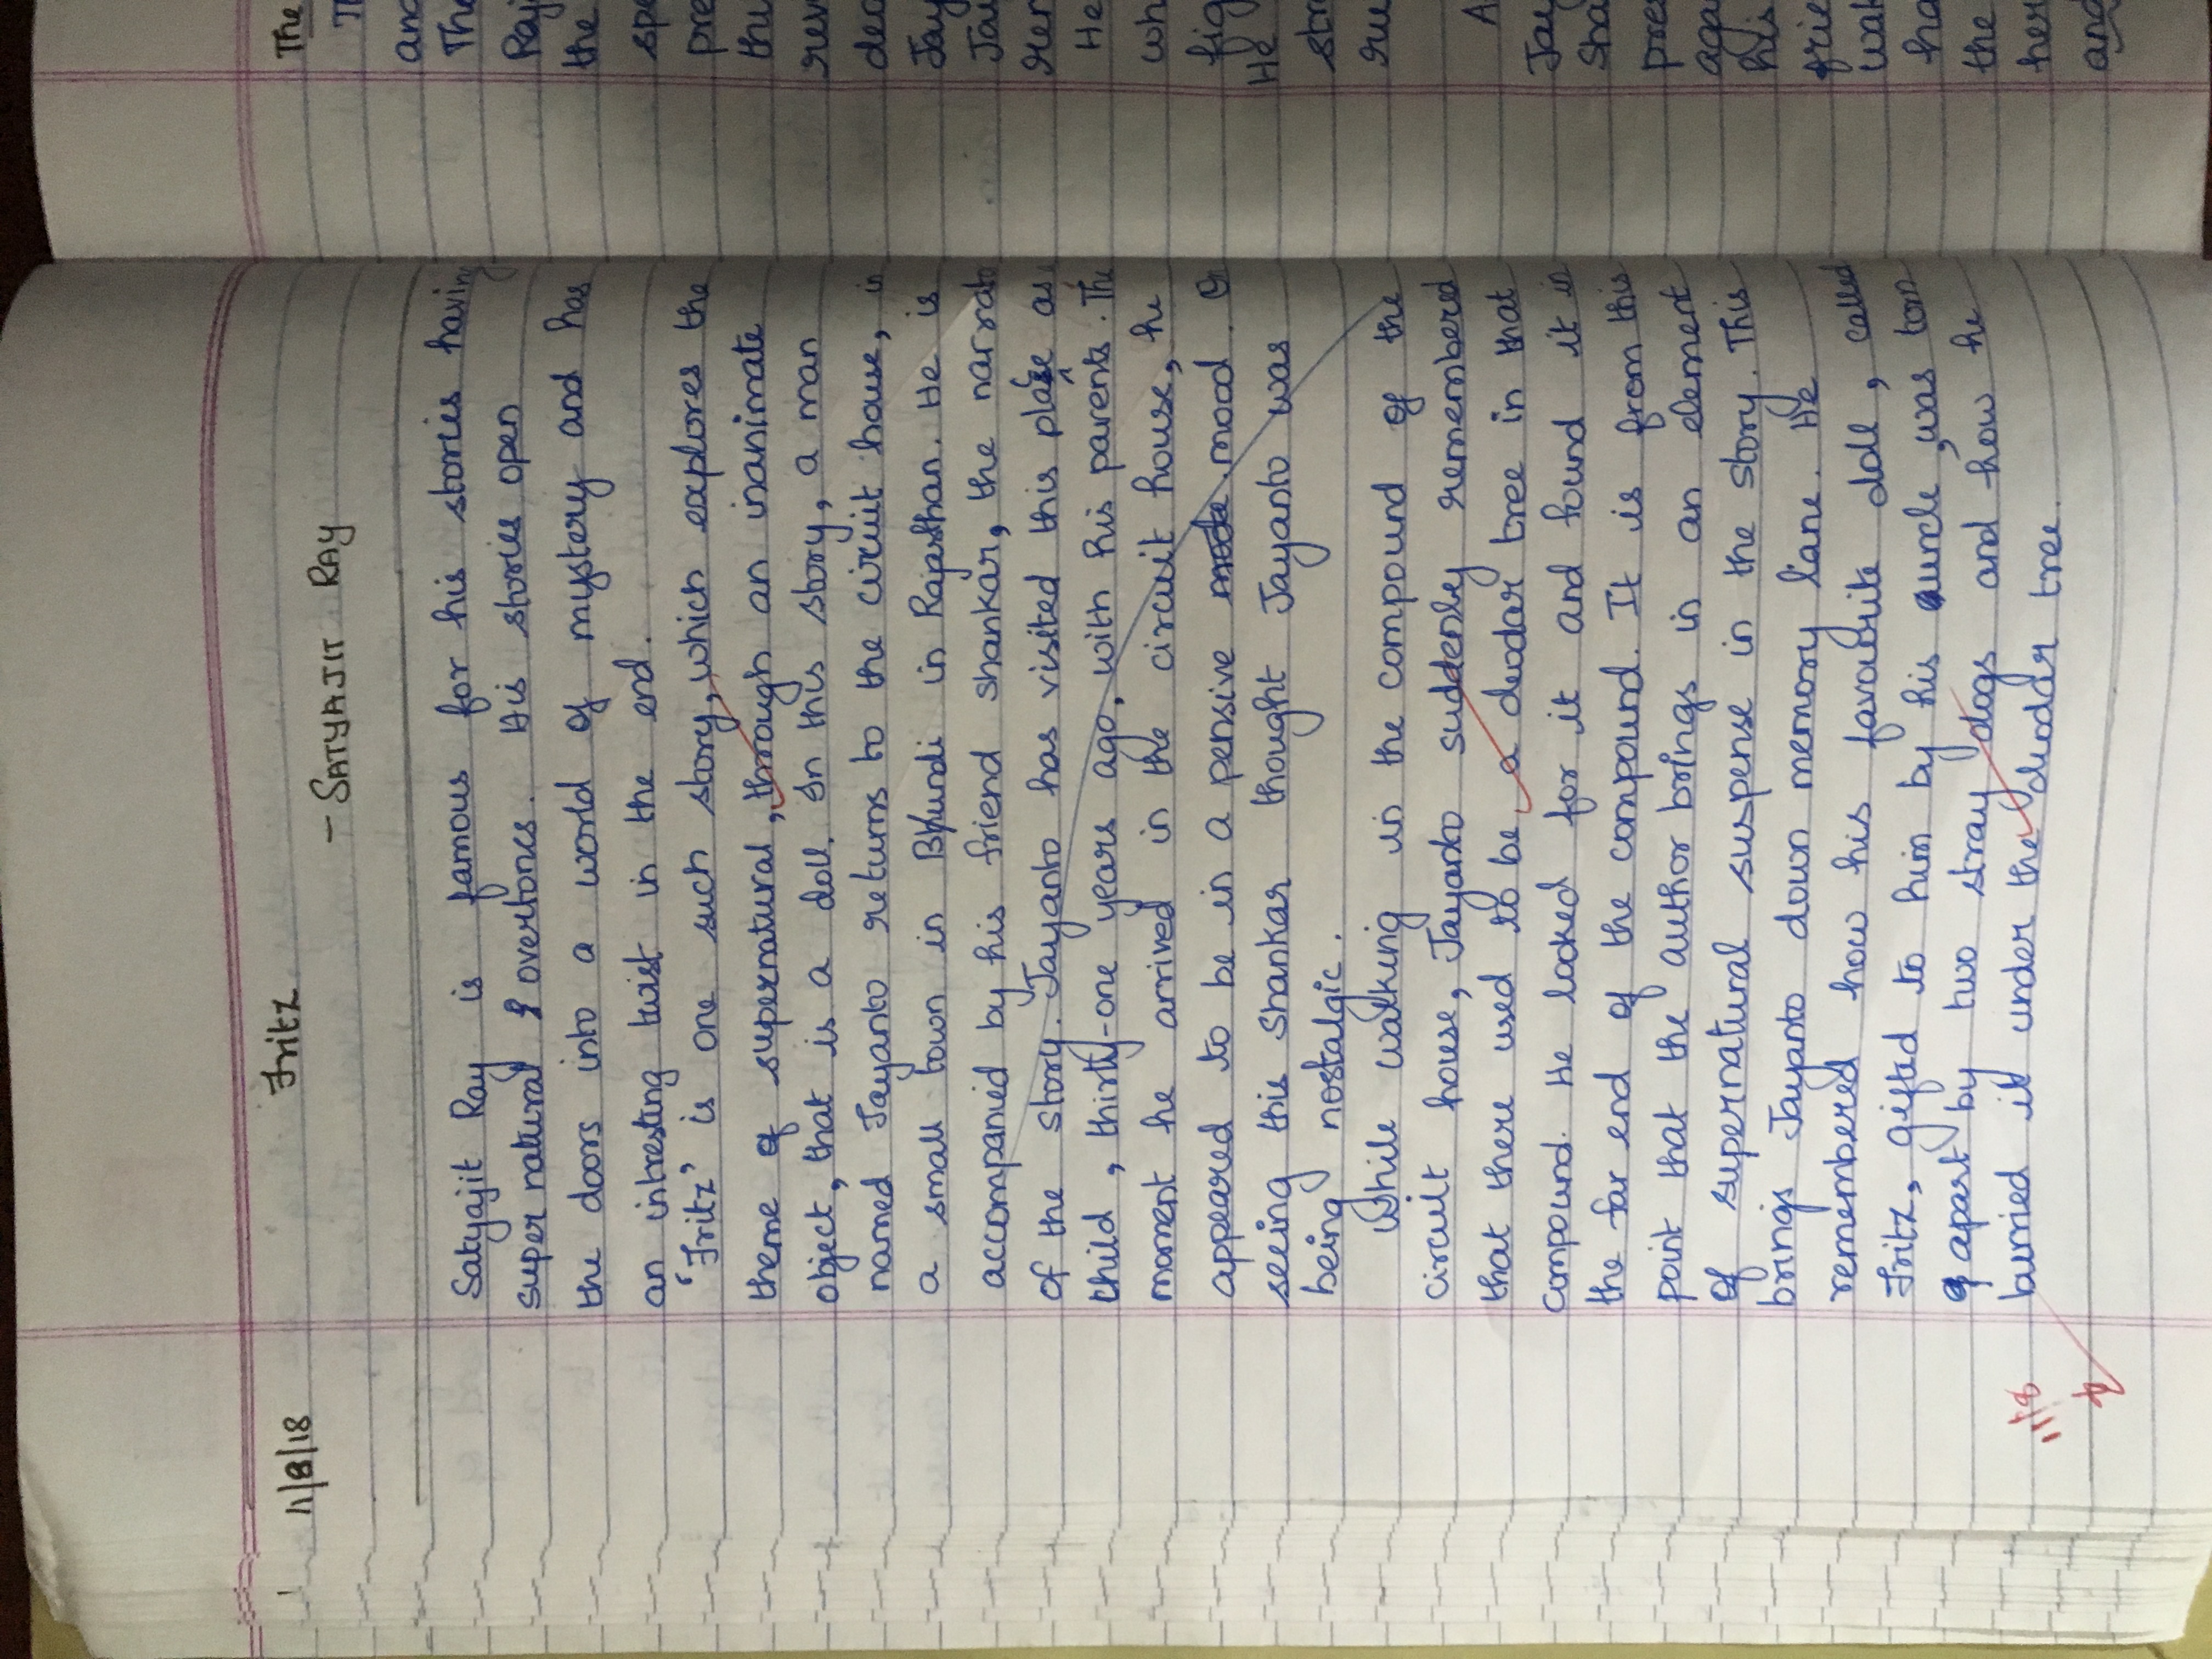 11/8/18
Fritz
- SATYAJIT RAY
Satyajit Ray is famous for his stories having
super natural overtones. His stories open
the doors into a world of mystery and has
an intresting twist in the end.
'Fritz' is one such story, which explores the
theme of supernatural, through an inanimate
object, that is a doll. In this story, a man
named Jayanto returns to the circuit house, in
a small town in Bundi in Rajasthan. He is
accompanied by his friend Shankar, the narrato
of the story. Jayanto has visited this place as
child, thirty-one years ago, with his parents. The
moment he arrived in the circuit house, he
appeared to be in a pensive mood. On
seeing this Shankar thought Jayanto was
being nostalgic.
While walking in the compound of the
circuit house, Jayanto suddenly remembered
that there used to be a deodar tree in that
compound. He looked for it and found it in
the far end of the compound. It is from this
point that the author brings in an element
of supernatural suspense in the story. This
brings Jayanto down memory lane. He
remembered how his favourite doll, called
Fritz, gifted to him by his uncle, was torn
apart by two stray dogs and how he
burried it under the deodar tree.
11/8
The
and
The
Raj
the
spe
pre
thi
rev
dec
Jay
Jay
rer
He
wh
fig
He
str
ru
A
Jay
Sha
pre
aga
his
frie
wal
ha
the
her
and